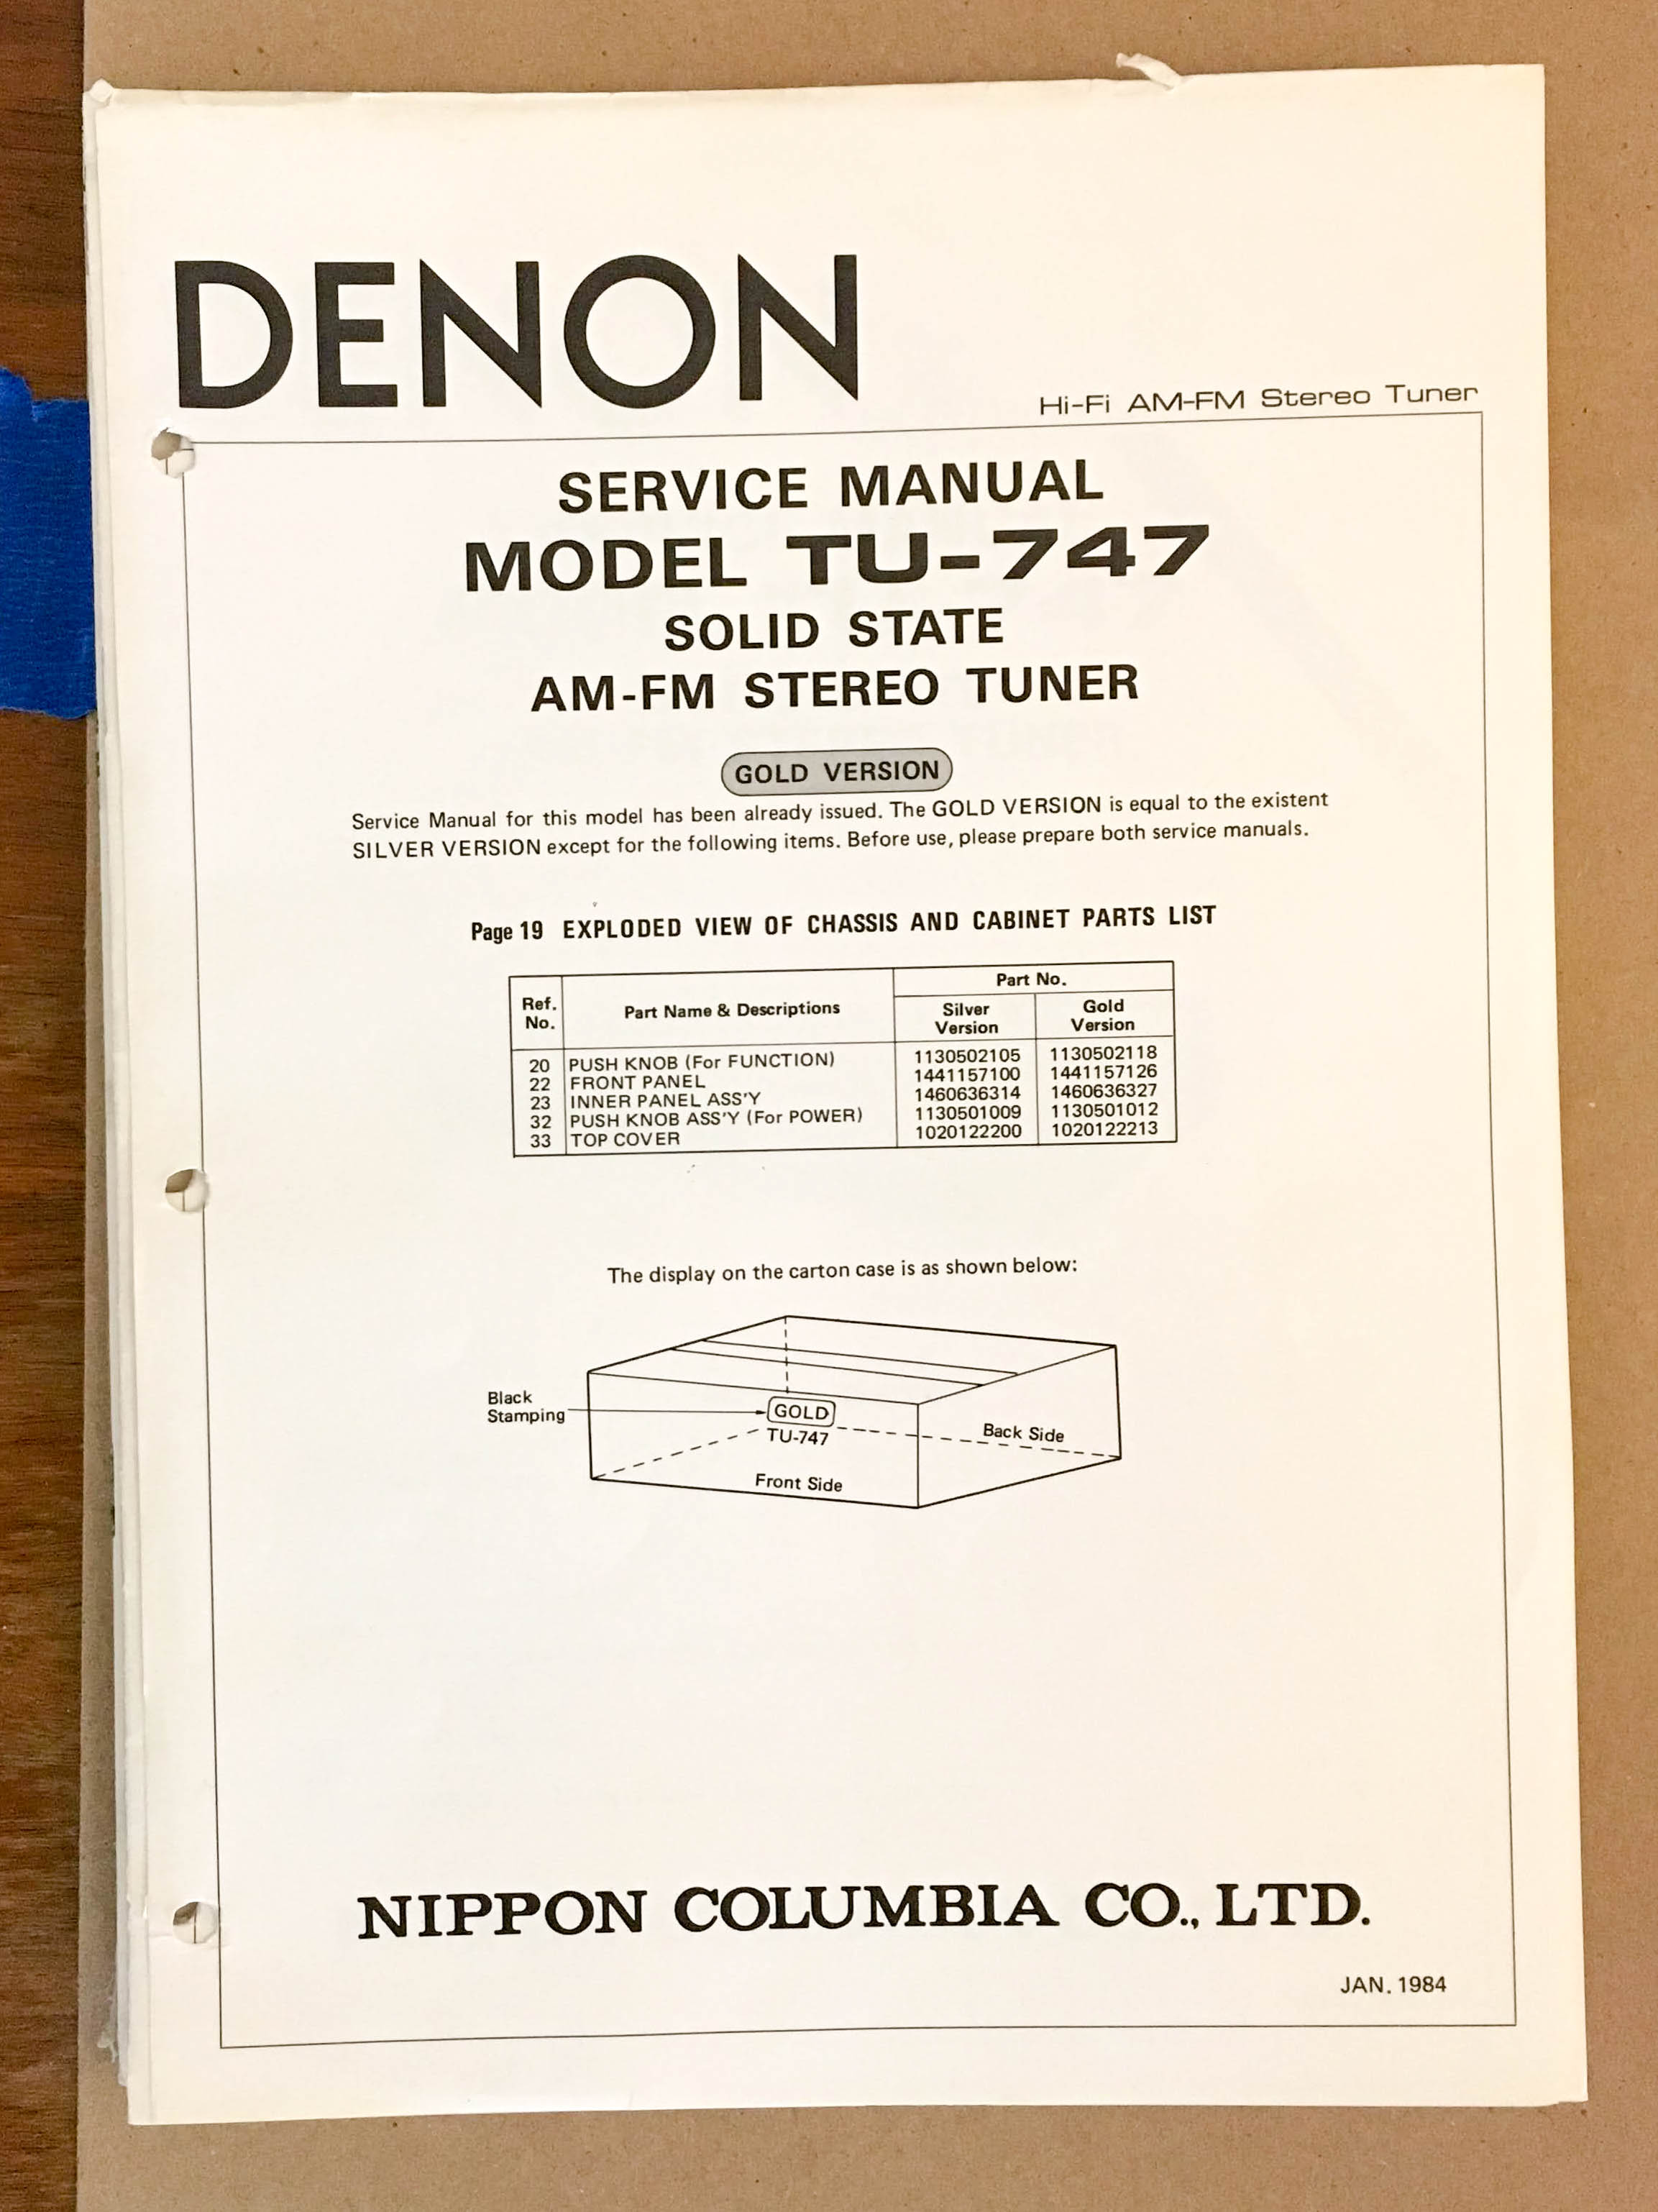 DENON
Hi-Fi AM-FM Stereo Tuner
SERVICE MANUAL
MODEL TU-747
SOLID STATE
AM-FM STEREO TUNER
GOLD VERSION
Service Manual for this model has been already issued. The GOLD VERSION is equal to the existent
SILVER VERSION except for the following items. Before use, please prepare both service manuals.
Page 19 EXPLODED VIEW OF CHASSIS AND CABINET PARTS LIST
Ref. No. Part Name & Descriptions Part No.
Silver Version Gold Version
20 PUSH KNOB (For FUNCTION) 1130502105 1130502118
22 FRONT PANEL 1441157100 1441157126
23 INNER PANEL ASS'Y 1460636314 1460636327
32 PUSH KNOB ASS'Y (For POWER) 1130501009 1130501012
33 TOP COVER 1020122200 1020122213
The display on the carton case is as shown below:
Black
Stamping
GOLD
TU-747
Back Side
Front Side
NIPPON COLUMBIA CO., LTD.
JAN. 1984